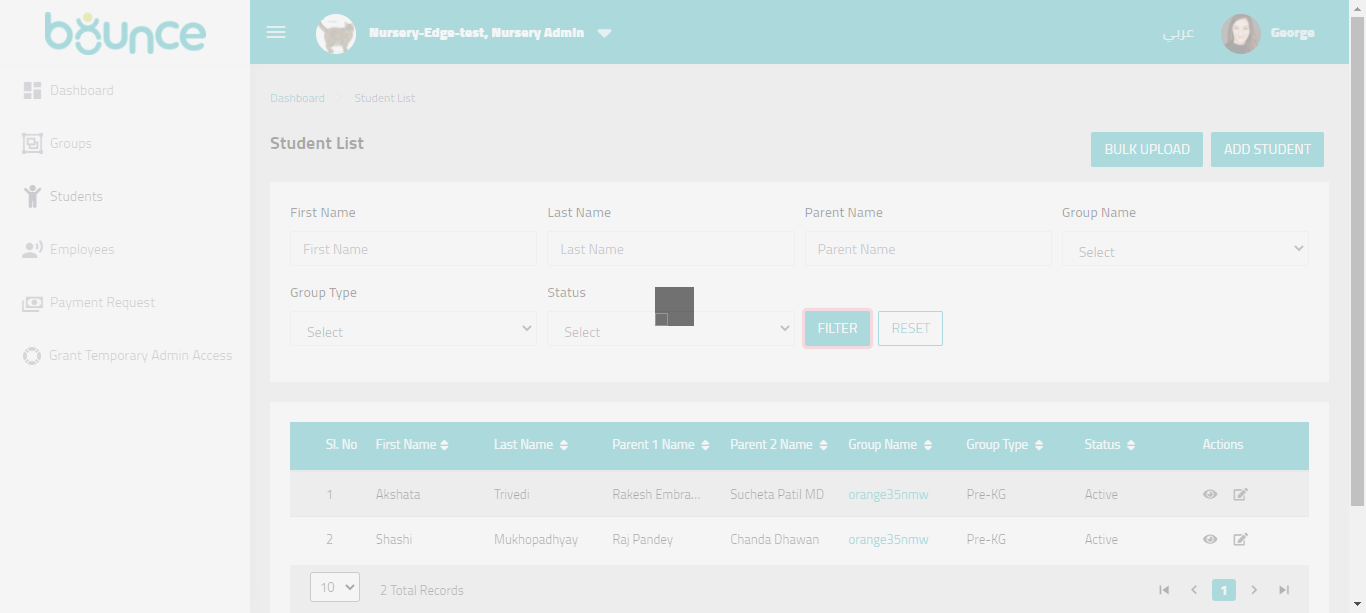 bounce
Nursery-Edge-test, Nursery Admin
عربي
George
Dashboard
Groups
Students
Employees
Payment Request
Grant Temporary Admin Access
Dashboard
Student List
Student List
BULK UPLOAD
ADD STUDENT
First Name
Last Name
Parent Name
Group Name
First Name
Last Name
Parent Name
Select
Group Type
Status
Select
Select
FILTER
RESET
Sl. No First Name Last Name Parent 1 Name Parent 2 Name Group Name Group Type Status Actions
1 Akshata Trivedi Rakesh Embra... Sucheta Patil MD orange35nmw Pre-KG Active
2 Shashi Mukhopadhyay Raj Pandey Chanda Dhawan orange35nmw Pre-KG Active
10
2 Total Records
1